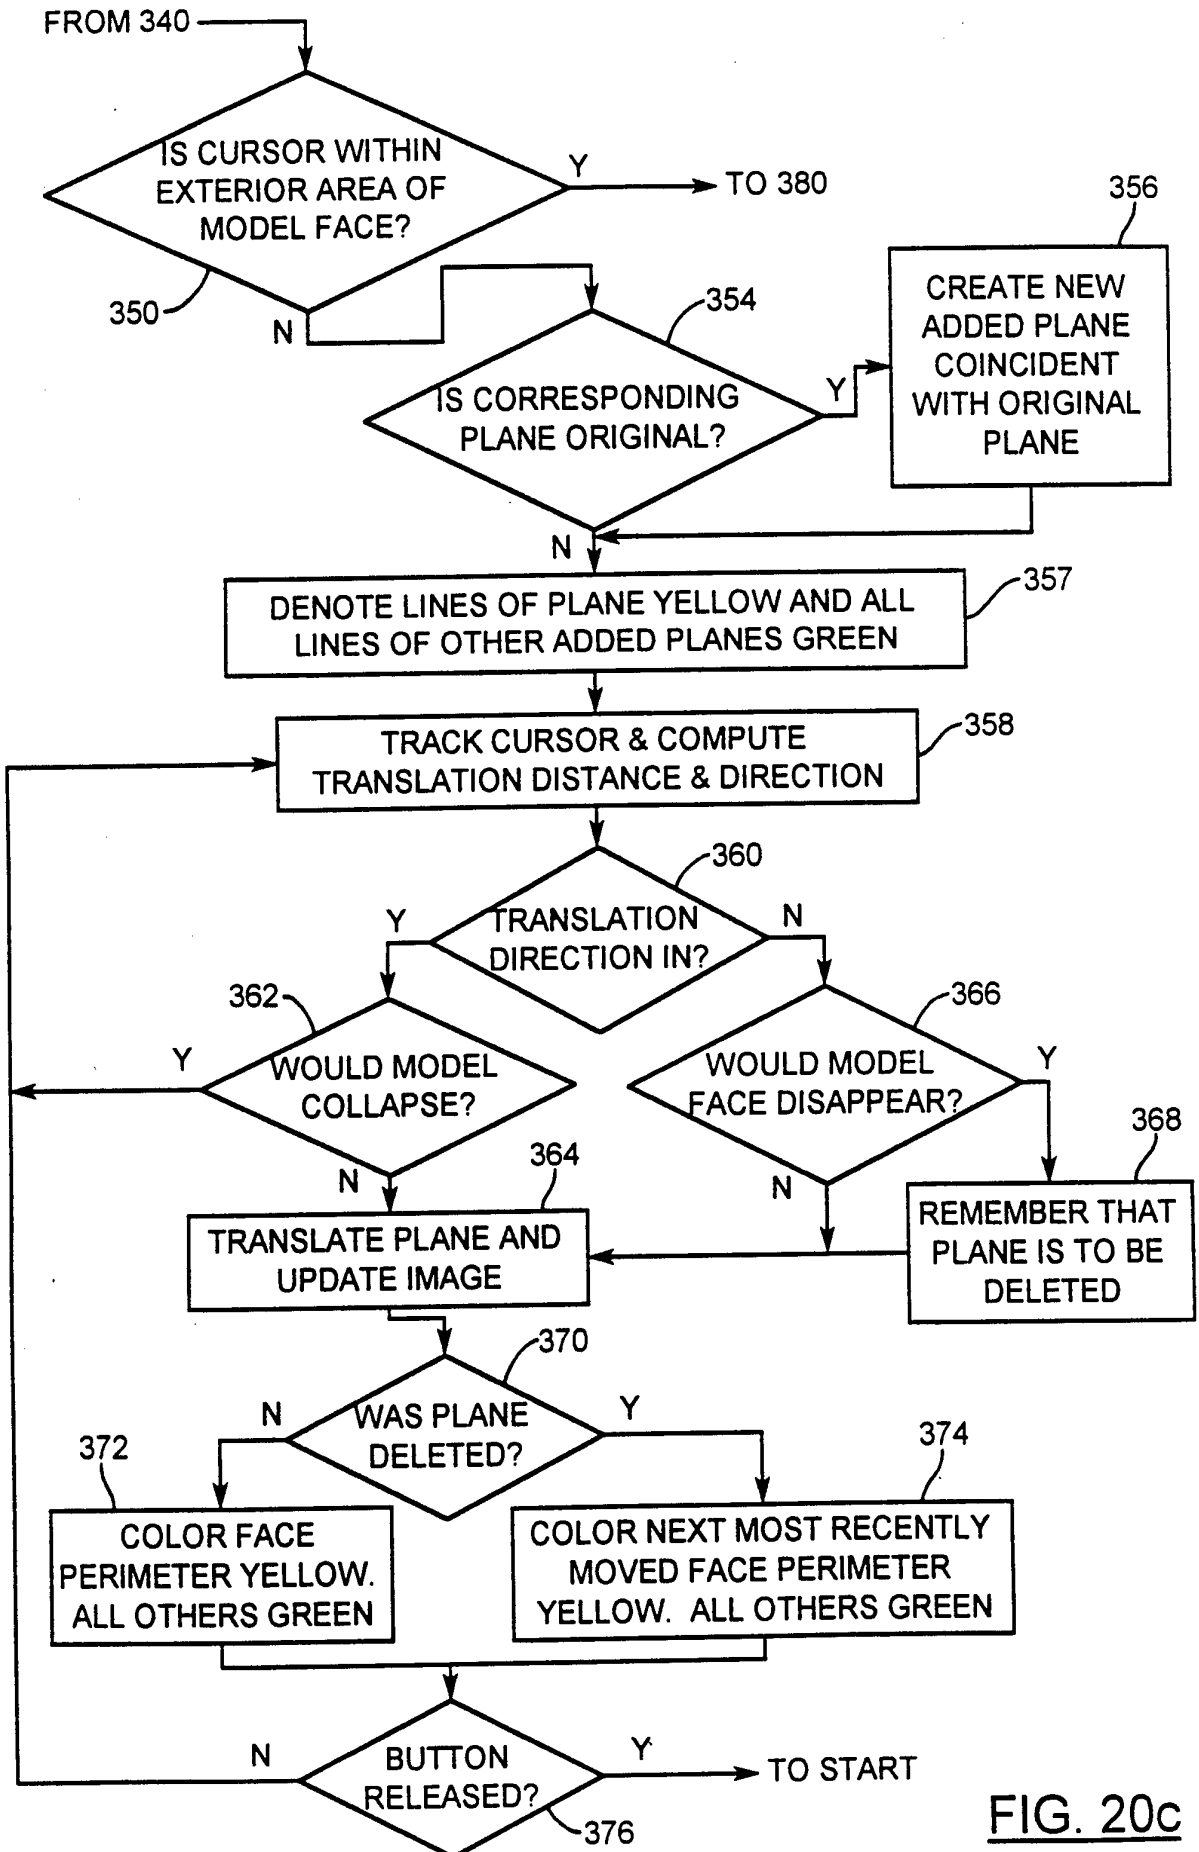 FROM 340
IS CURSOR WITHIN
EXTERIOR AREA OF
MODEL FACE?
Y
TO 380
350
N
354
356
CREATE NEW
ADDED PLANE
COINCIDENT
WITH ORIGINAL
PLANE
IS CORRESPONDING
PLANE ORIGINAL?
Y
N
357
DENOTE LINES OF PLANE YELLOW AND ALL
LINES OF OTHER ADDED PLANES GREEN
358
TRACK CURSOR & COMPUTE
TRANSLATION DISTANCE & DIRECTION
360
TRANSLATION
DIRECTION IN?
Y
N
362
WOULD MODEL
COLLAPSE?
Y
N
366
WOULD MODEL
FACE DISAPPEAR?
Y
N
368
REMEMBER THAT
PLANE IS TO BE
DELETED
364
TRANSLATE PLANE AND
UPDATE IMAGE
370
WAS PLANE
DELETED?
N
Y
372
COLOR FACE
PERIMETER YELLOW.
ALL OTHERS GREEN
374
COLOR NEXT MOST RECENTLY
MOVED FACE PERIMETER
YELLOW. ALL OTHERS GREEN
BUTTON
RELEASED?
N
Y
TO START
376
FIG. 20c